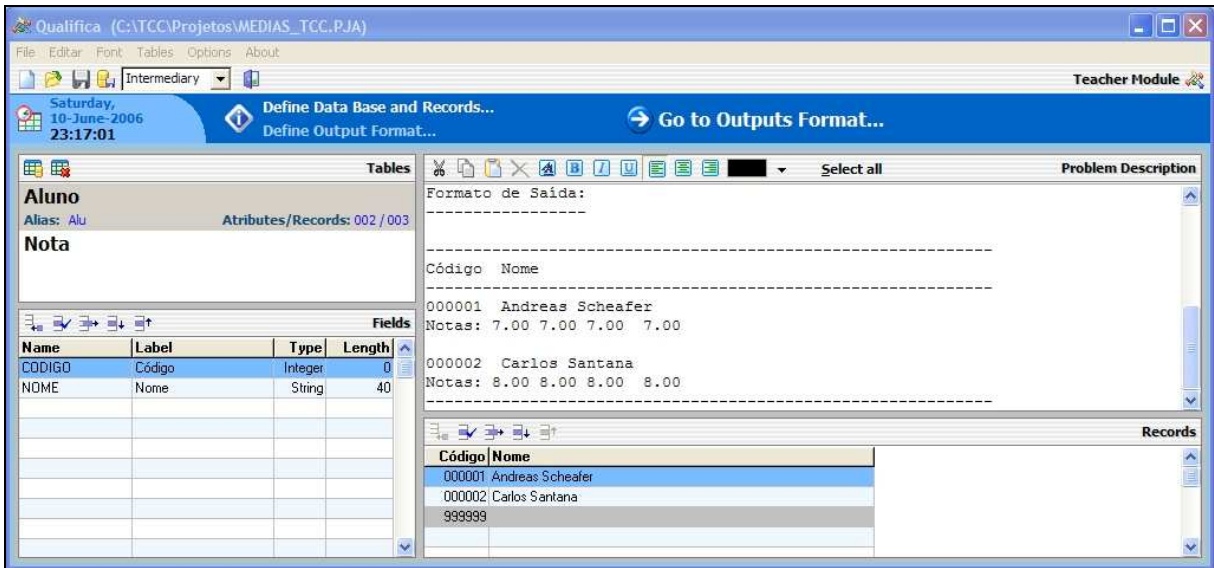 Qualifica (C:\TCC\Projetos\MEDIAS_TCC.PJA)
File Editar Font Tables Options About
Intermediary
Teacher Module
Saturday,
10-June-2006
23:17:01
Define Data Base and Records...
Define Output Format...
Go to Outputs Format...
Tables
Aluno
Alias: Alu Atributes/Records: 002 / 003
Nota
Fields
Name Label Type Length
CODIGO Código Integer 0
NOME Nome String 40
B I U Select all Problem Description
Formato de Saída:
-----------------
------------------------------------------------------------
Código Nome
------------------------------------------------------------
000001 Andreas Scheafer
Notas: 7.00 7.00 7.00 7.00
000002 Carlos Santana
Notas: 8.00 8.00 8.00 8.00
------------------------------------------------------------
Records
Código Nome
000001 Andreas Scheafer
000002 Carlos Santana
999999